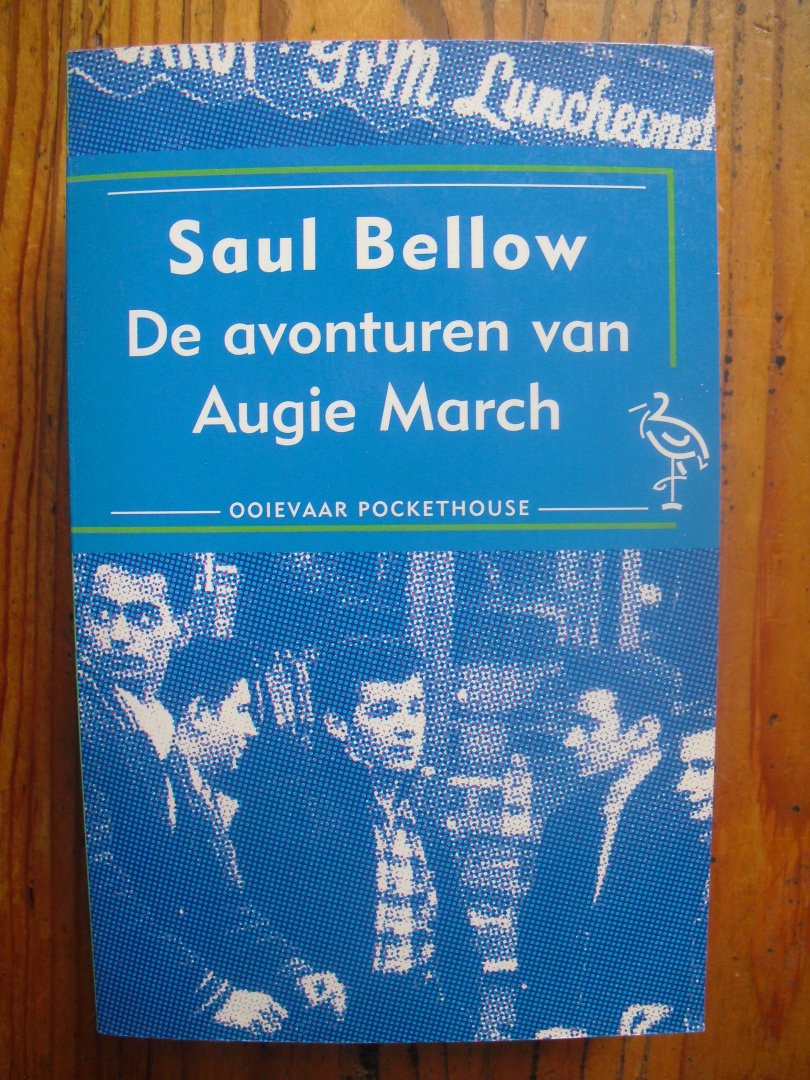 Luncheonet
Saul Bellow
De avonturen van
Augie March
OOIEVAAR POCKETHOUSE